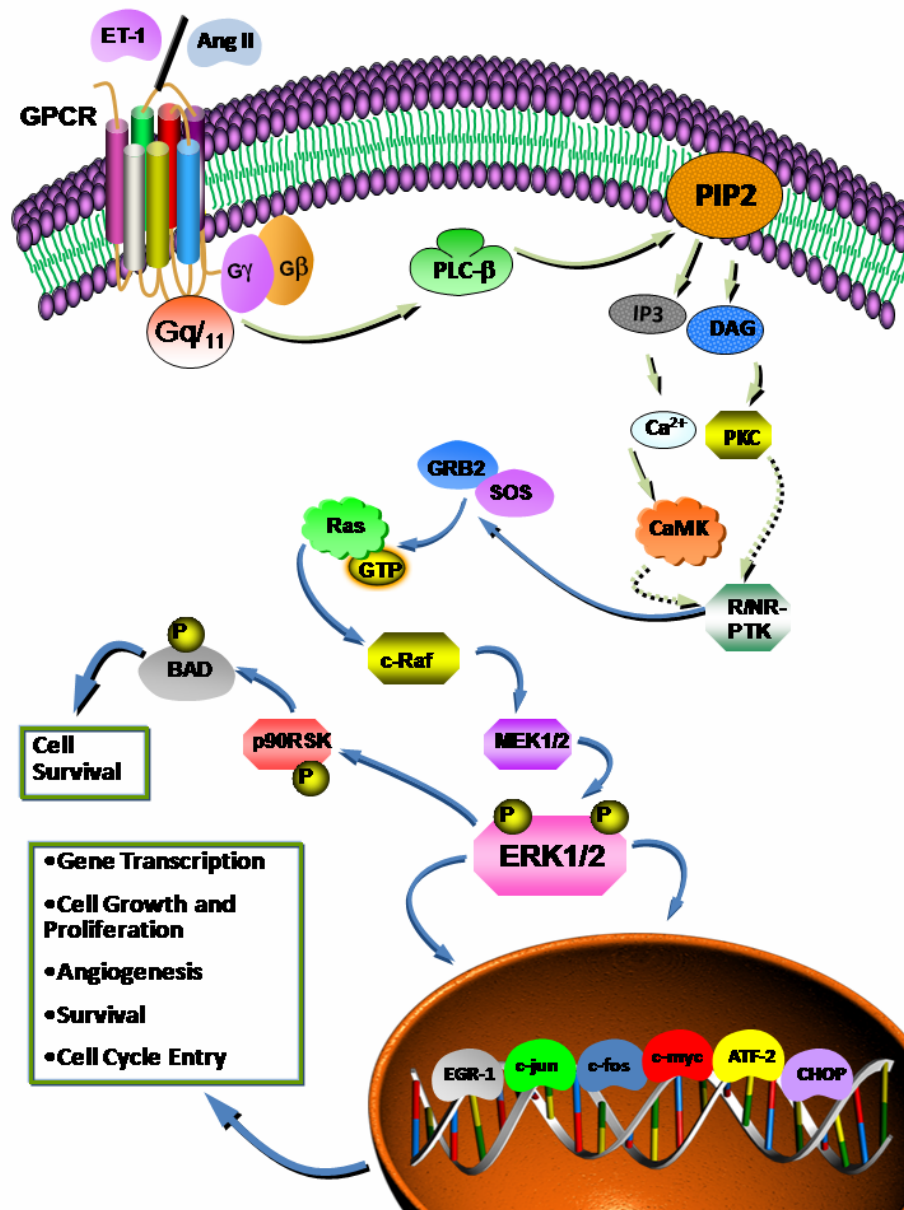 ET-1
Ang II
GPCR
PIP2
Gγ
Gβ
PLC-β
Gq/11
IP3
DAG
Ca2+
PKC
GRB2
SOS
Ras
GTP
CaMK
R/NR-
PTK
P
BAD
c-Raf
Cell
Survival
p90RSK
P
MEK1/2
P
P
ERK1/2
•Gene Transcription
•Cell Growth and
Proliferation
•Angiogenesis
•Survival
•Cell Cycle Entry
EGR-1
c-jun
c-fos
c-myc
ATF-2
CHOP